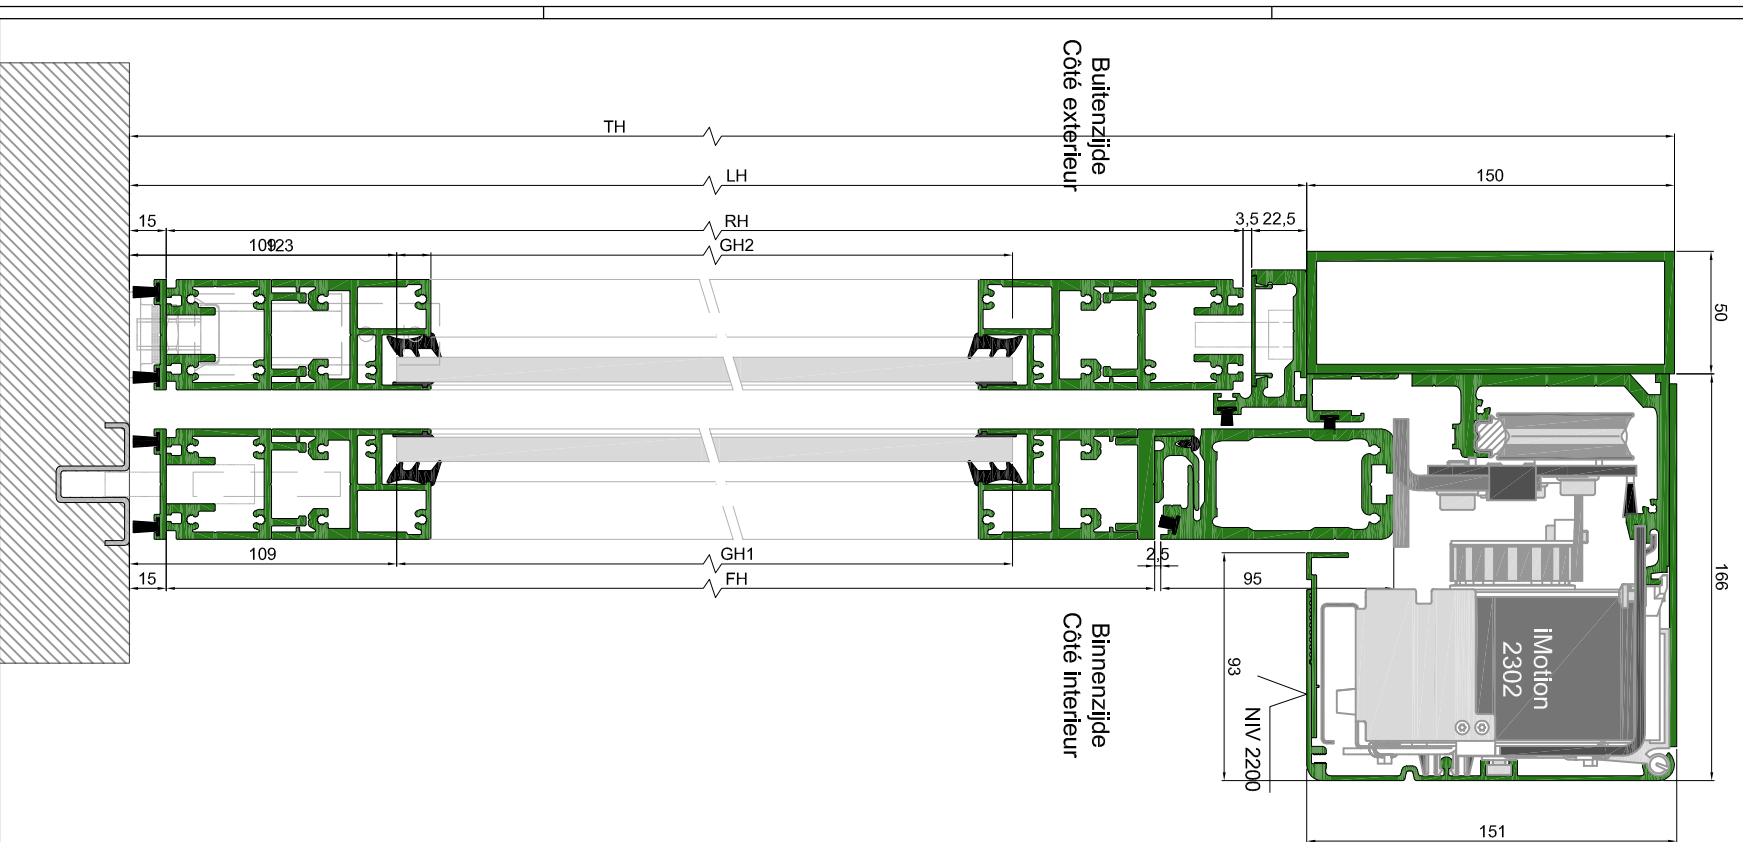 Buitenzijde
Côté exterieur
TH
LH
150
15
RH
3,5
22,5
109
123
GH2
50
109
GH1
2,5
15
FH
95
166
Binnenzijde
Côté interieur
93
NIV 2200
iMotion
2302
151